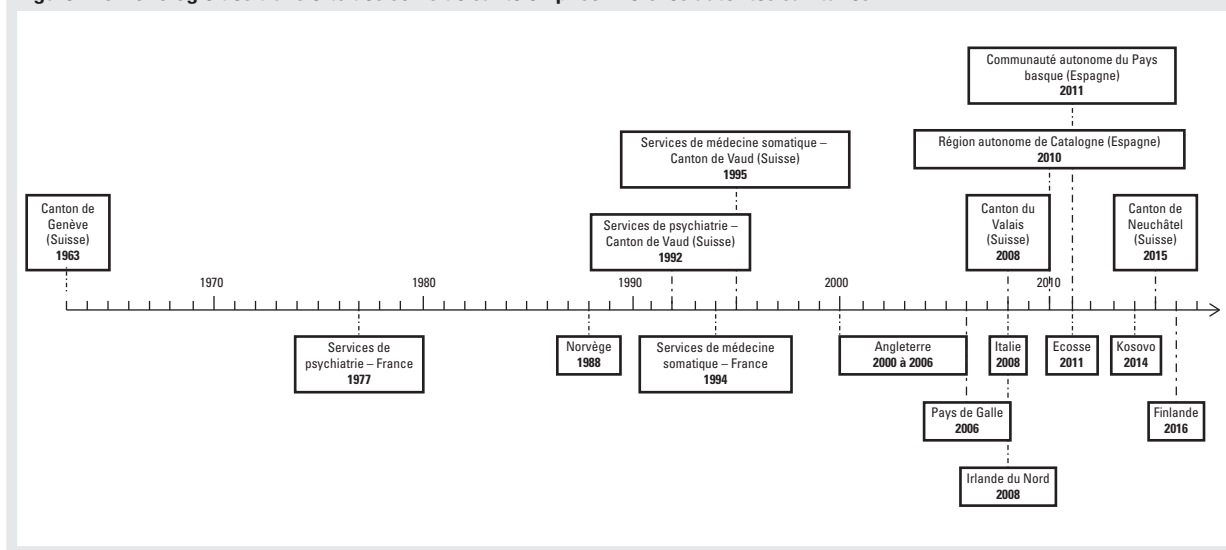 Communauté autonome du Pays
basque (Espagne)
2011
Services de médecine somatique –
Canton de Vaud (Suisse)
1995
Région autonome de Catalogne (Espagne)
2010
Canton de
Genève
(Suisse)
1963
Services de psychiatrie –
Canton de Vaud (Suisse)
1992
Canton du
Valais
(Suisse)
2008
Canton de
Neuchâtel
(Suisse)
2015
1970
1980
1990
2000
2010
Services de
psychiatrie – France
1977
Norvège
1988
Services de médecine
somatique – France
1994
Angleterre
2000 à 2006
Italie
2008
Ecosse
2011
Kosovo
2014
Pays de Galle
2006
Finlande
2016
Irlande du Nord
2008